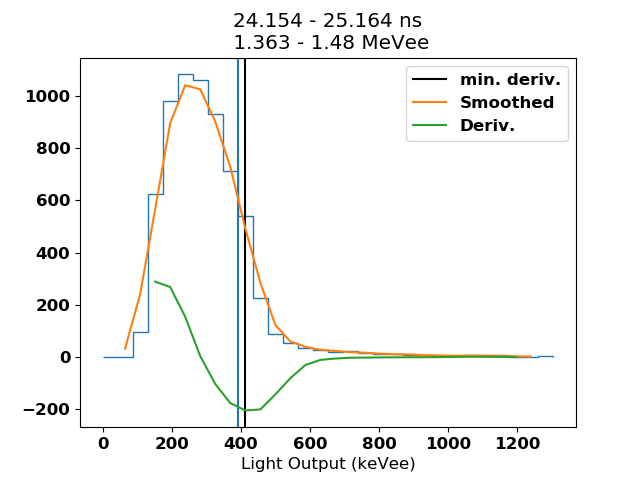 24.154 - 25.164 ns
1.363 - 1.48 MeVee
min. deriv.
Smoothed
Deriv.
1000
800
600
400
200
0
−200
0 200 400 600 800 1000 1200
Light Output (keVee)